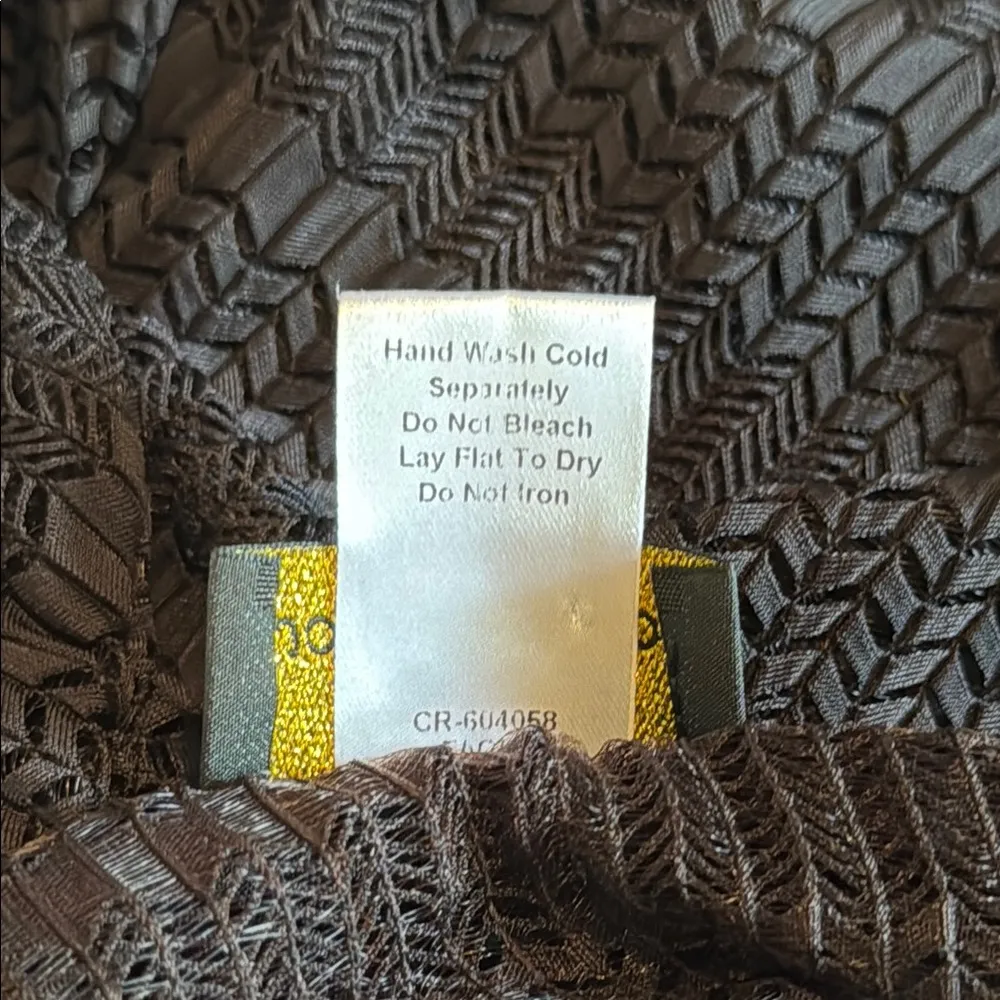 Hand Wash Cold
Separately
Do Not Bleach
Lay Flat To Dry
Do Not Iron
CR-604058